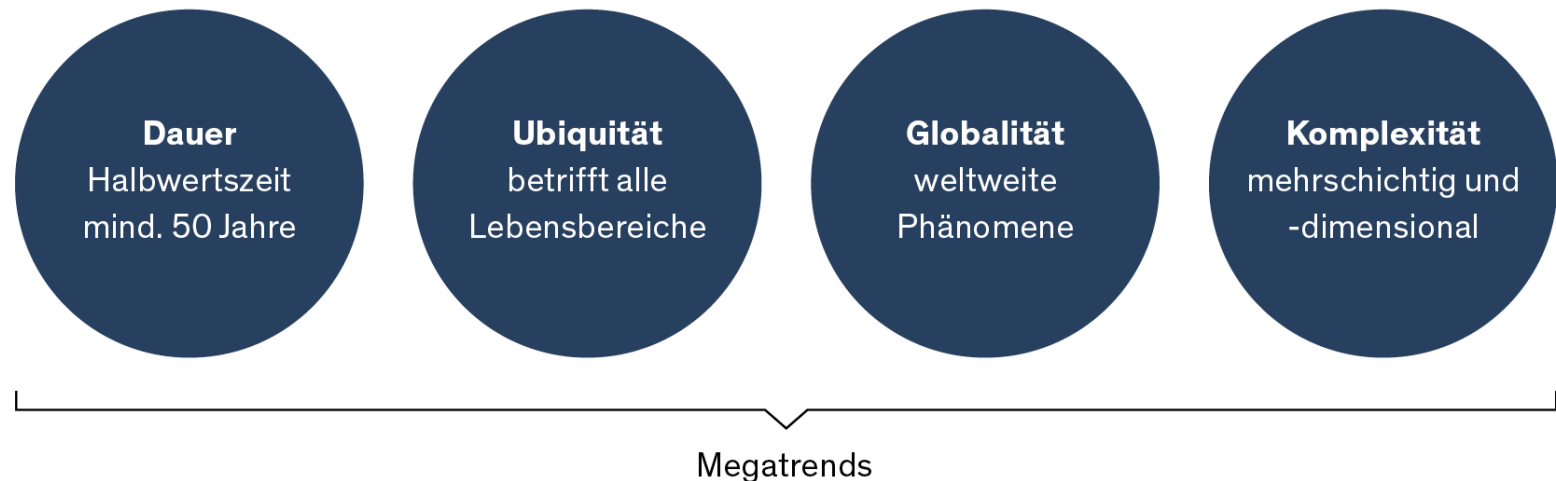 Dauer
Halbwertszeit
mind. 50 Jahre
Ubiquität
betrifft alle
Lebensbereiche
Globalität
weltweite
Phänomene
Komplexität
mehrschichtig und
-dimensional
Megatrends